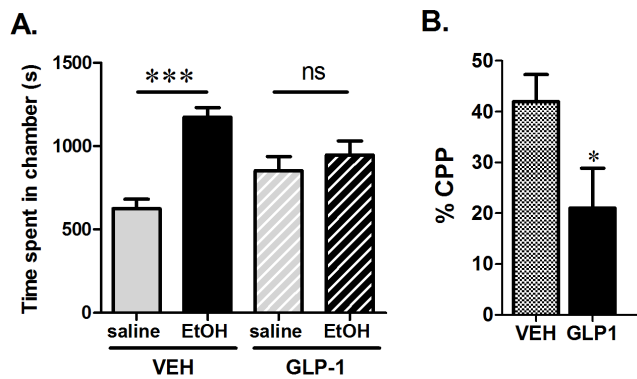 A.
Time spent in chamber (s)
1500
1000
500
0
***
ns
saline EtOH saline EtOH
VEH GLP-1
B.
% CPP
50
40
30
20
10
0
*
VEH GLP1